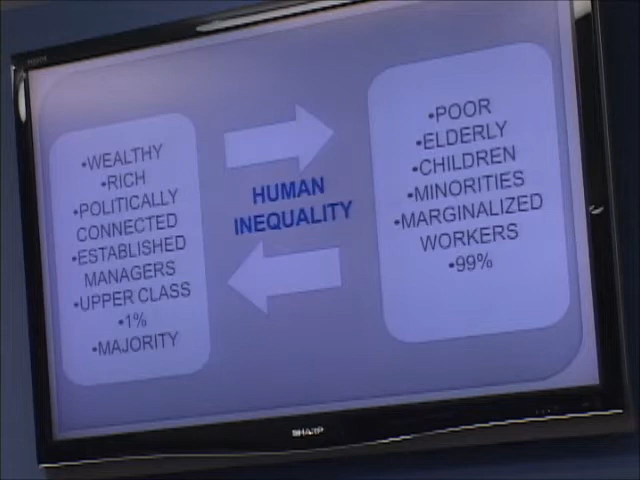 •WEALTHY
•RICH
•POLITICALLY
CONNECTED
•ESTABLISHED
MANAGERS
•UPPER CLASS
•1%
•MAJORITY
HUMAN
INEQUALITY
•POOR
•ELDERLY
•CHILDREN
•MINORITIES
•MARGINALIZED
WORKERS
•99%
SHARP